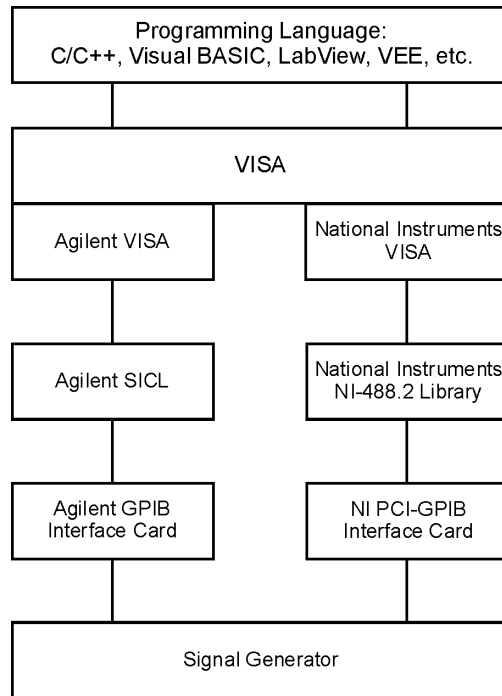 Programming Language:
C/C++, Visual BASIC, LabView, VEE, etc.
VISA
Agilent VISA
National Instruments
VISA
Agilent SICL
National Instruments
NI-488.2 Library
Agilent GPIB
Interface Card
NI PCI-GPIB
Interface Card
Signal Generator